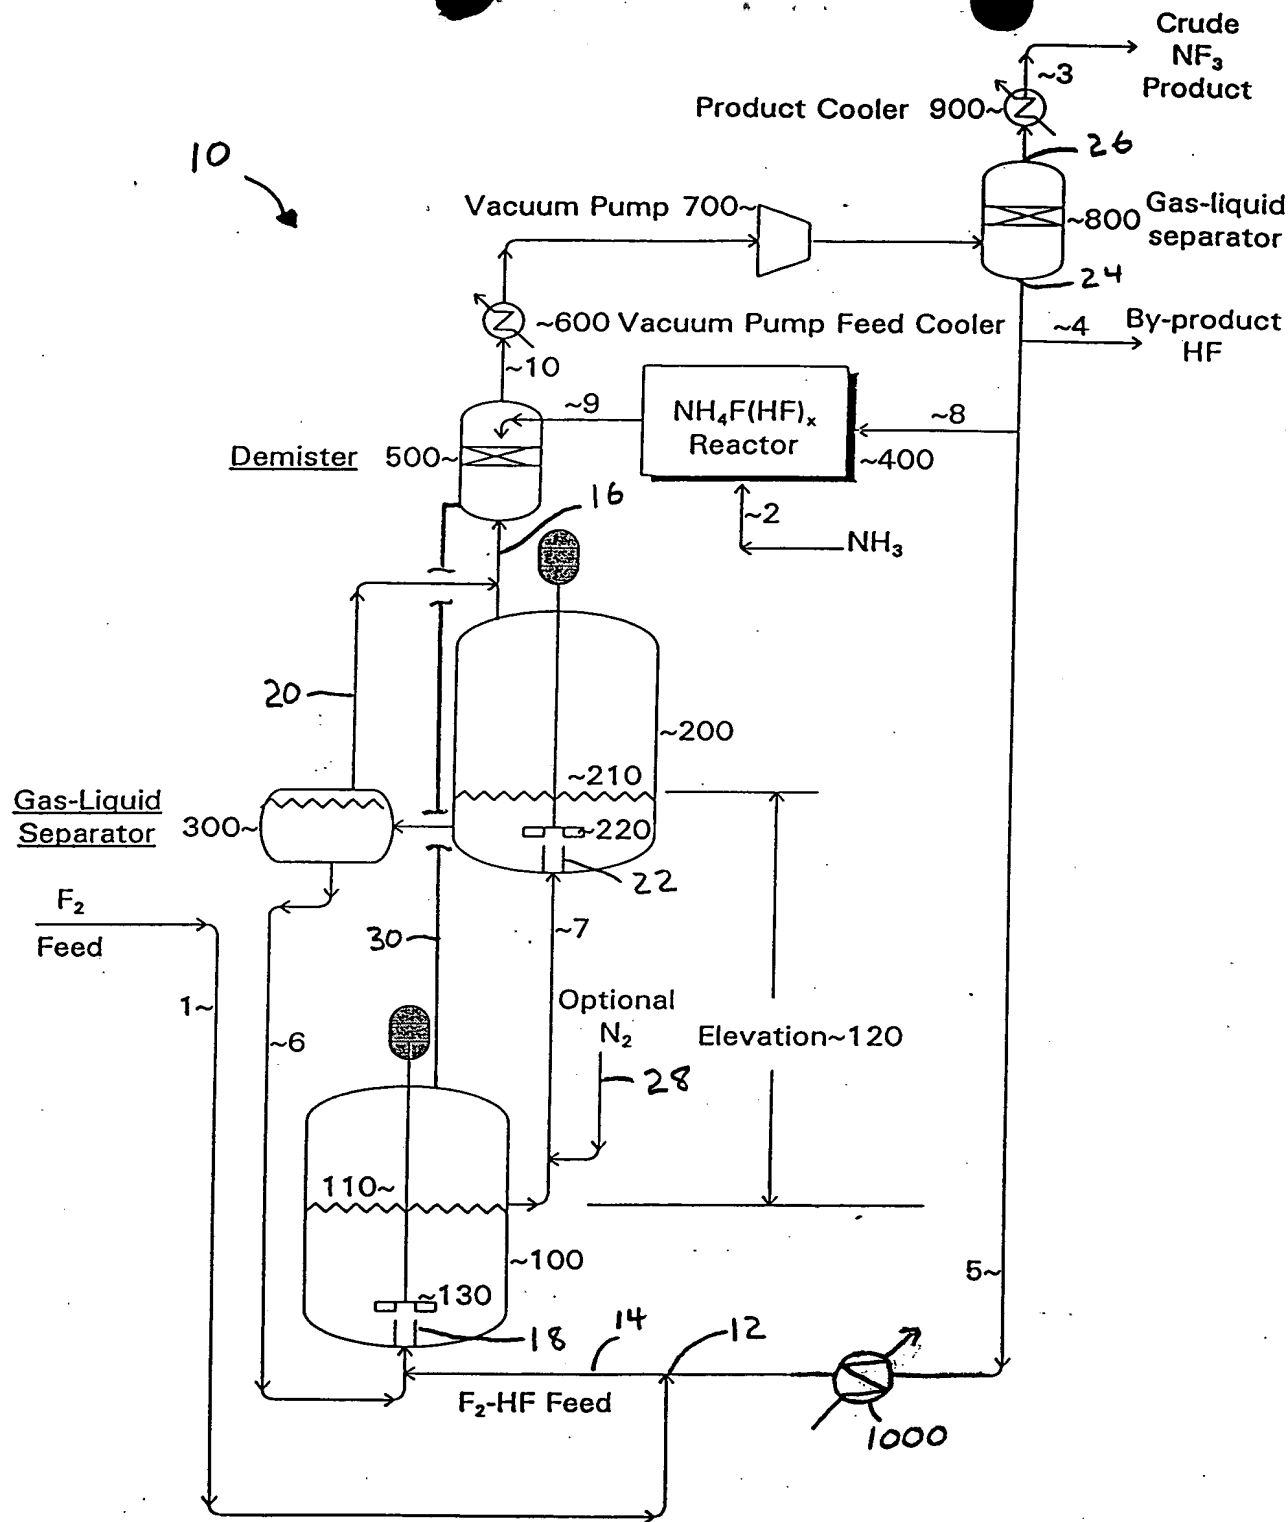 Crude
NF₃
Product
~3
Product Cooler 900~
26
10
Vacuum Pump 700~
~800 Gas-liquid
separator
24
~600 Vacuum Pump Feed Cooler
~4
By-product
HF
~10
~9
NH₄F(HF)ₓ
Reactor
~8
~400
Demister 500~
16
~2
NH₃
20
~200
~210
Gas-Liquid
Separator 300~
~220
22
F₂
Feed
30
~7
1~
Optional
N₂
~6
Elevation~120
28
110~
~100
5~
~130
18
14
12
F₂-HF Feed
1000